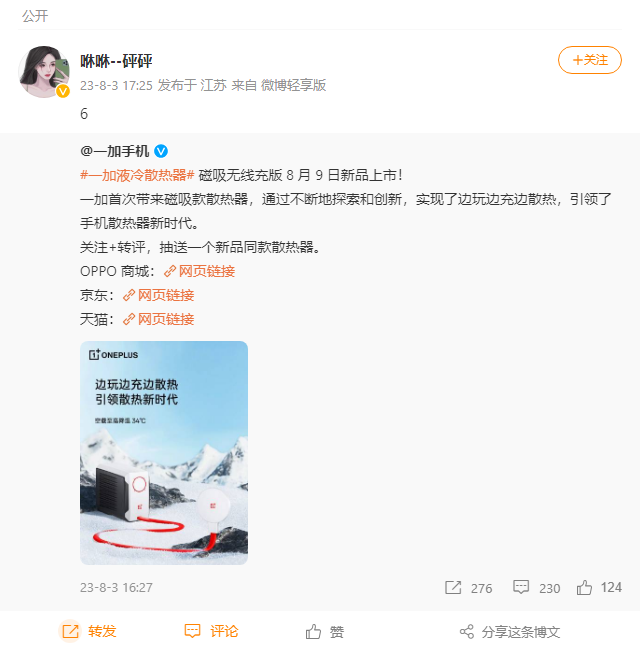 公开
咻咻--砰砰
+关注
23-8-3 17:25 发布于 江苏 来自 微博轻享版
6
@一加手机
#一加液冷散热器# 磁吸无线充版 8 月 9 日新品上市！
一加首次带来磁吸款散热器，通过不断地探索和创新，实现了边玩边充边散热，引领了
手机散热器新时代。
关注+转评，抽送一个新品同款散热器。
OPPO 商城：网页链接
京东：网页链接
天猫：网页链接
ONEPLUS
边玩边充边散热
引领散热新时代
空载至高降温 34℃
23-8-3 16:27
276
230
124
转发
评论
赞
分享这条博文